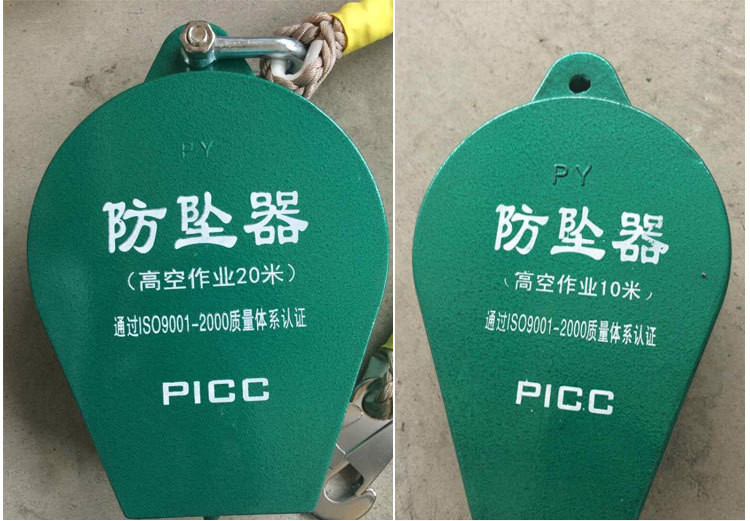 PY
防坠器
（高空作业20米）
通过ISO9001-2000质量体系认证
PICC
PY
防坠器
（高空作业10米）
通过ISO9001-2000质量体系认证
PICC